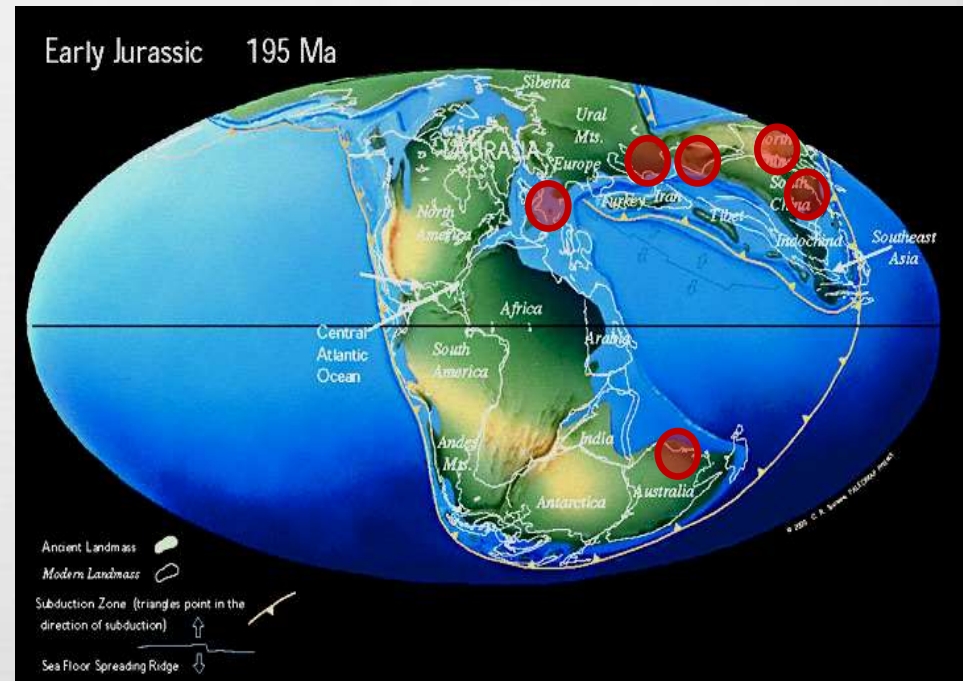 Early Jurassic 195 Ma
Siberia
Ural
Mts.
LAURASIA
Europe
North
America
Turkey
Iran
Tibet
South
China
Indochina
Southeast
Asia
Africa
Arabia
Central
Atlantic
Ocean
South
America
Andes
Mts.
India
Antarctica
Australia
Ancient Landmass
Modern Landmass
Subduction Zone (triangles point in the
direction of subduction)
Sea Floor Spreading Ridge